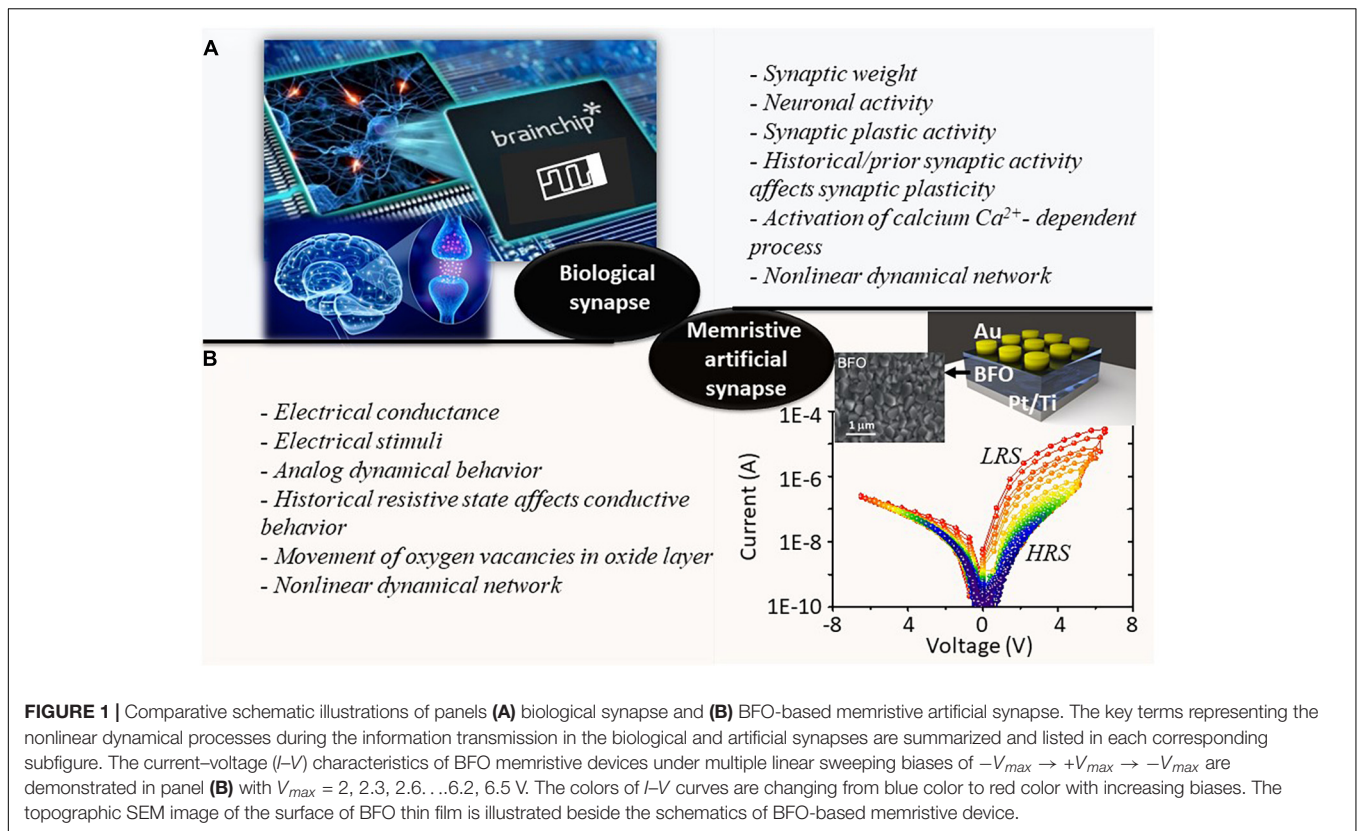 A
brainchip
- Synaptic weight
- Neuronal activity
- Synaptic plastic activity
- Historical/prior synaptic activity
affects synaptic plasticity
- Activation of calcium Ca²⁺- dependent
process
- Nonlinear dynamical network
Biological
synapse
Memristive
artificial
synapse
B
- Electrical conductance
- Electrical stimuli
- Analog dynamical behavior
- Historical resistive state affects conductive
behavior
- Movement of oxygen vacancies in oxide layer
- Nonlinear dynamical network
Au
BFO
Pt/Ti
BFO
1 µm
1E-4
1E-6
1E-8
1E-10
Current (A)
LRS
HRS
-8 4 0 4 8
Voltage (V)
FIGURE 1 | Comparative schematic illustrations of panels (A) biological synapse and (B) BFO-based memristive artificial synapse. The key terms representing the
nonlinear dynamical processes during the information transmission in the biological and artificial synapses are summarized and listed in each corresponding
subfigure. The current–voltage (I–V) characteristics of BFO memristive devices under multiple linear sweeping biases of −Vmax → +Vmax → −Vmax are
demonstrated in panel (B) with Vmax = 2, 2.3, 2.6. . ..6.2, 6.5 V. The colors of I–V curves are changing from blue color to red color with increasing biases. The
topographic SEM image of the surface of BFO thin film is illustrated beside the schematics of BFO-based memristive device.